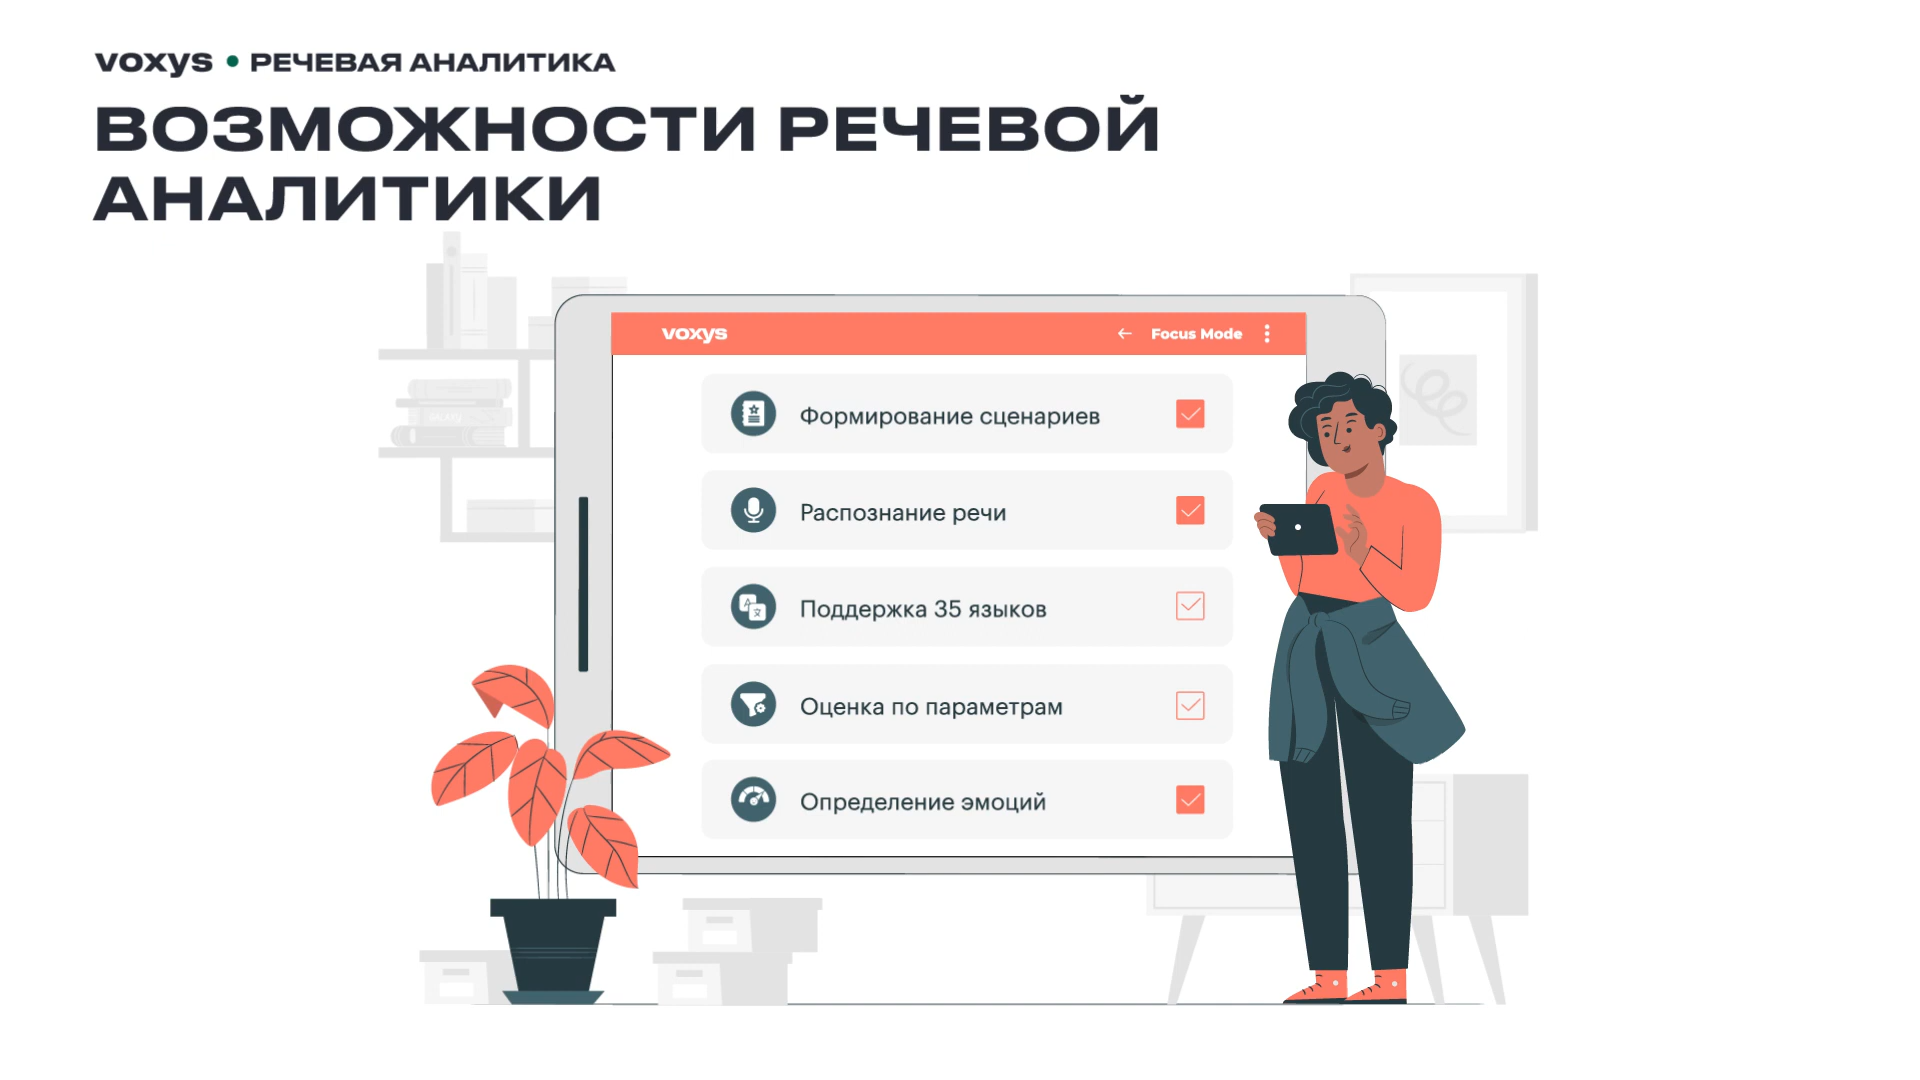 voxys • РЕЧЕВАЯ АНАЛИТИКА
ВОЗМОЖНОСТИ РЕЧЕВОЙ
АНАЛИТИКИ
voxys
Focus Mode
Формирование сценариев
Распознание речи
Поддержка 35 языков
Оценка по параметрам
Определение эмоций
GALAXY